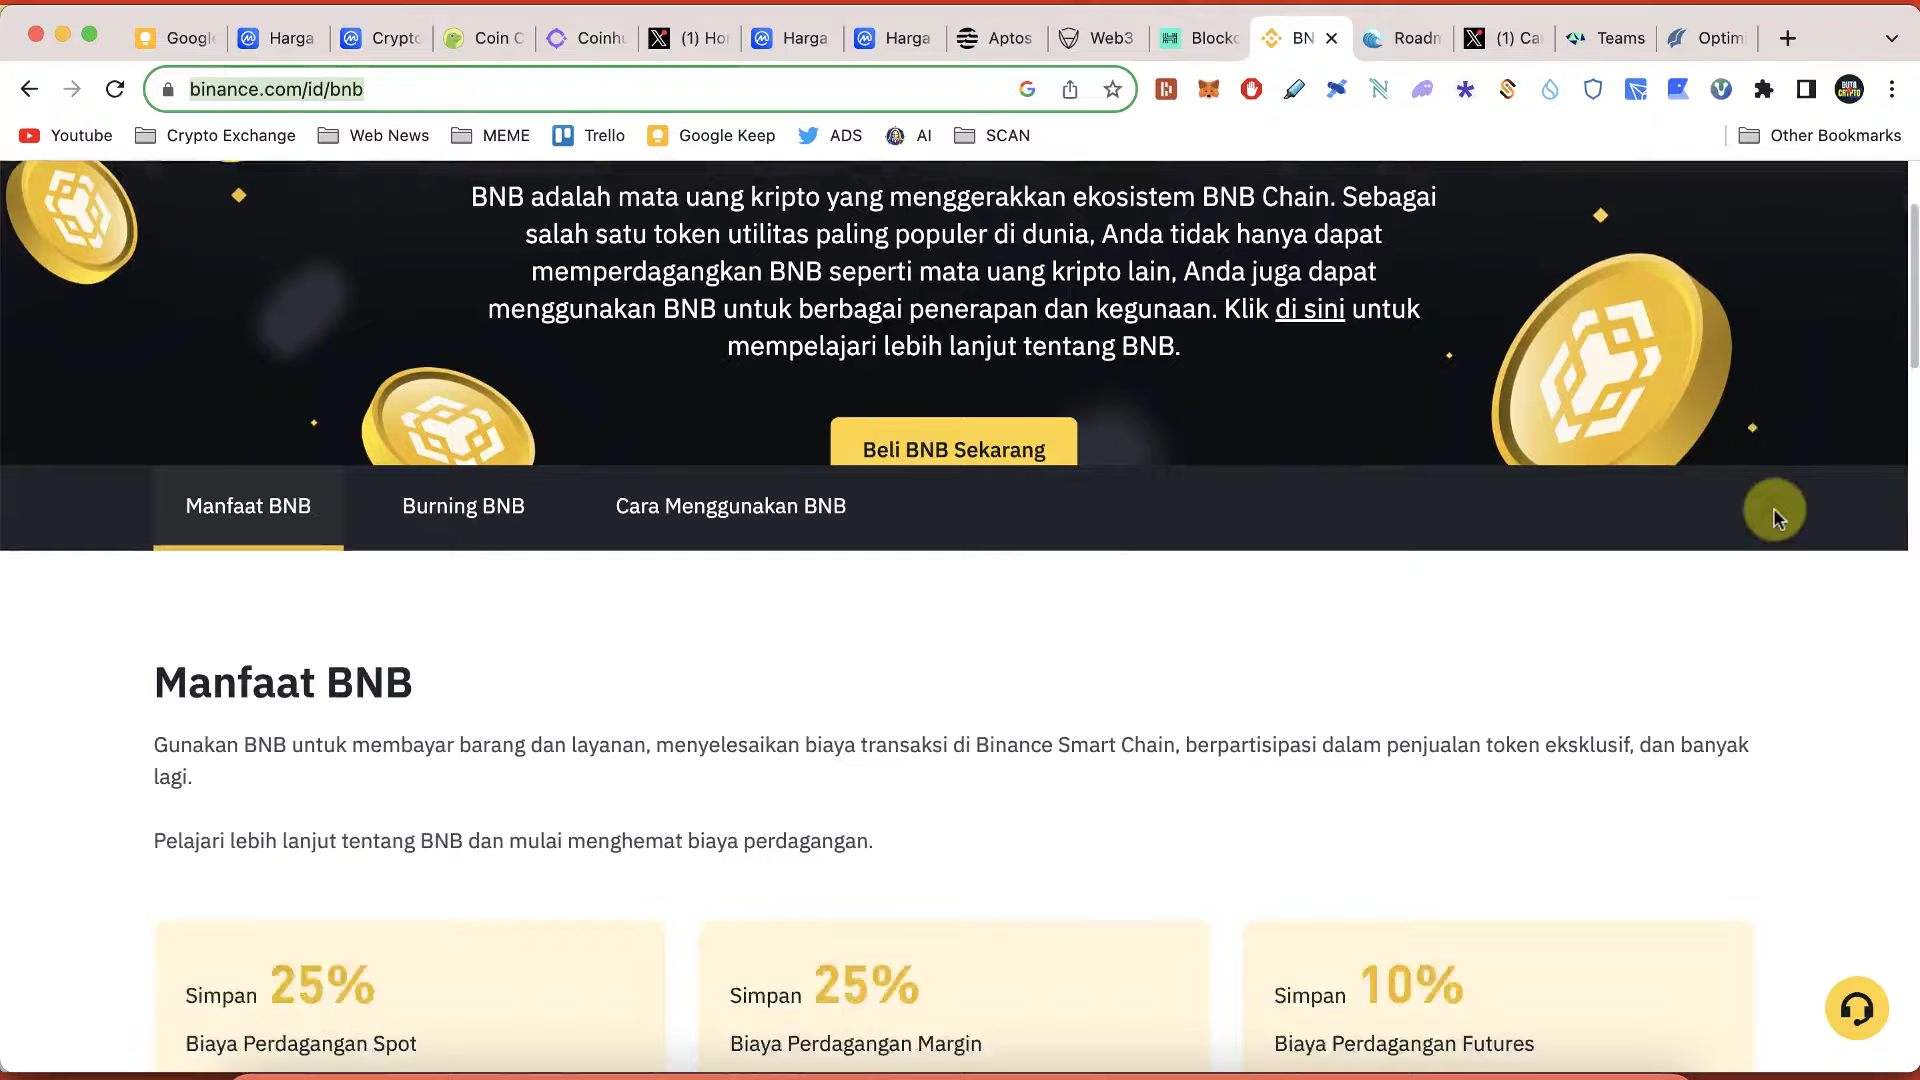 Googl
Harga
Crypto
Coin C
Coinhu
(1) Ho
Harga
Harga
Aptos
Web3
Blocko
BN
Roadm
(1) Ca
Teams
Optim
binance.com/id/bnb
Youtube
Crypto Exchange
Web News
MEME
Trello
Google Keep
ADS
AI
SCAN
Other Bookmarks
BNB adalah mata uang kripto yang menggerakkan ekosistem BNB Chain. Sebagai
salah satu token utilitas paling populer di dunia, Anda tidak hanya dapat
memperdagangkan BNB seperti mata uang kripto lain, Anda juga dapat
menggunakan BNB untuk berbagai penerapan dan kegunaan. Klik di sini untuk
mempelajari lebih lanjut tentang BNB.
Beli BNB Sekarang
Manfaat BNB
Burning BNB
Cara Menggunakan BNB
Manfaat BNB
Gunakan BNB untuk membayar barang dan layanan, menyelesaikan biaya transaksi di Binance Smart Chain, berpartisipasi dalam penjualan token eksklusif, dan banyak
lagi.
Pelajari lebih lanjut tentang BNB dan mulai menghemat biaya perdagangan.
Simpan 25%
Biaya Perdagangan Spot
Simpan 25%
Biaya Perdagangan Margin
Simpan 10%
Biaya Perdagangan Futures